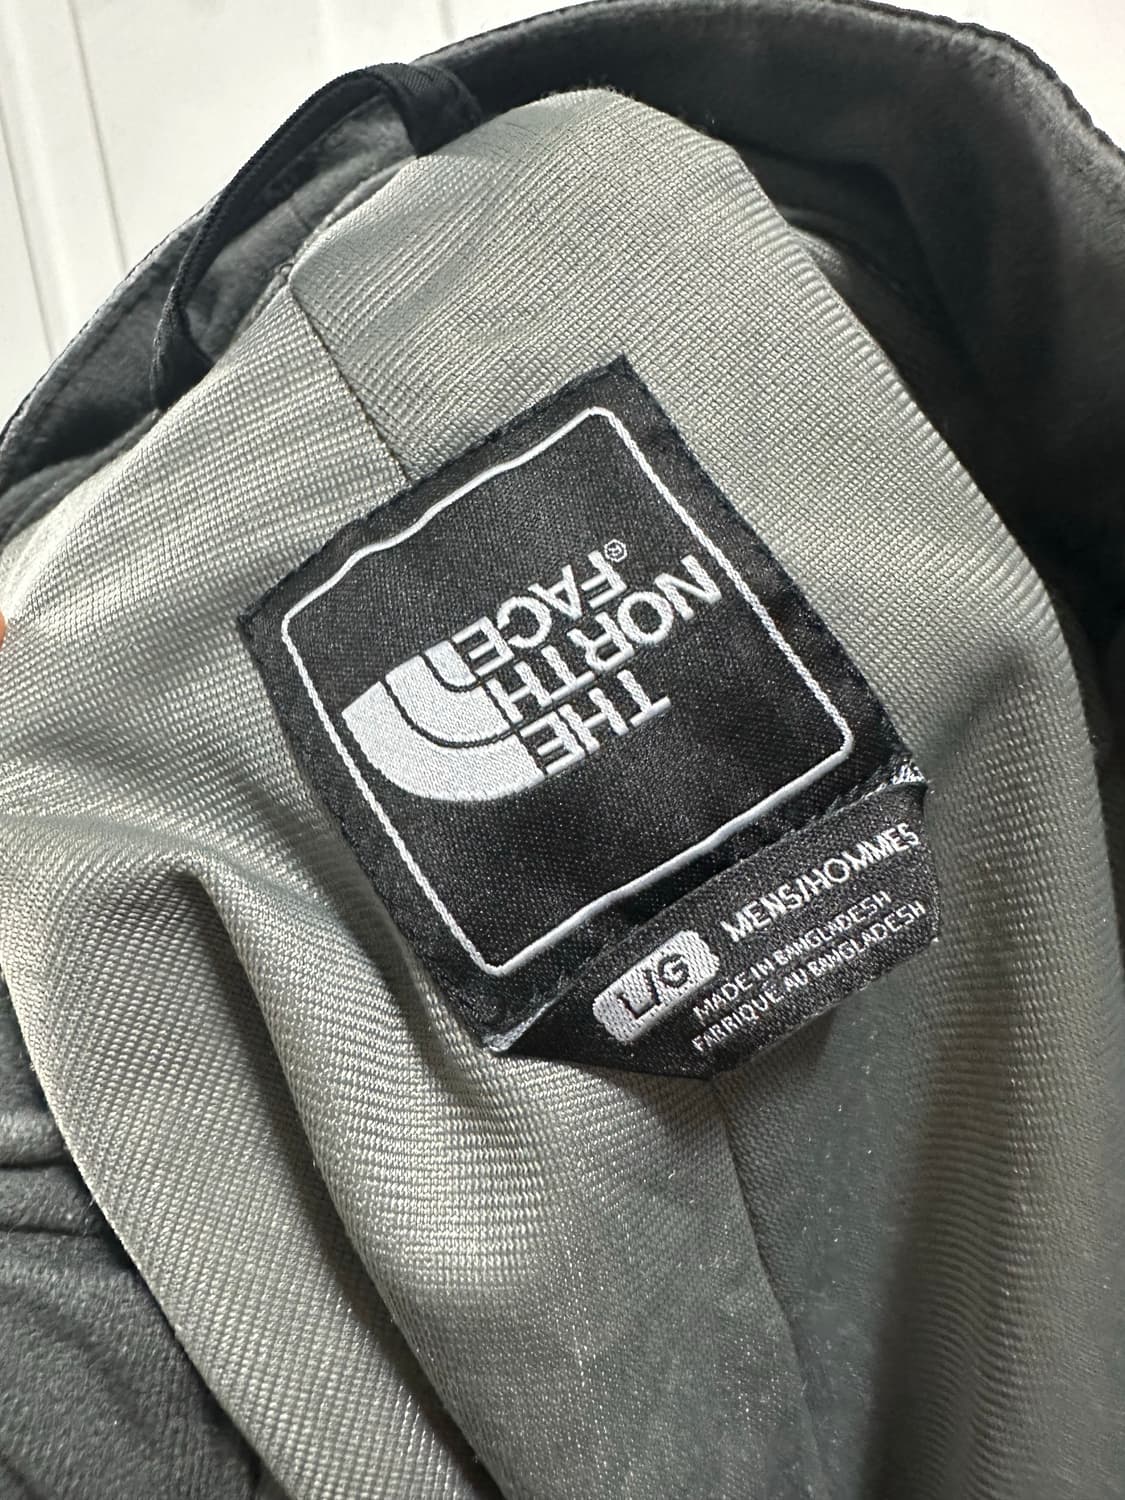 THE
NORTH
FACE®
L/G
MENS/HOMMES
MADE IN BANGLADESH
FABRIQUE AU BANGLADESH